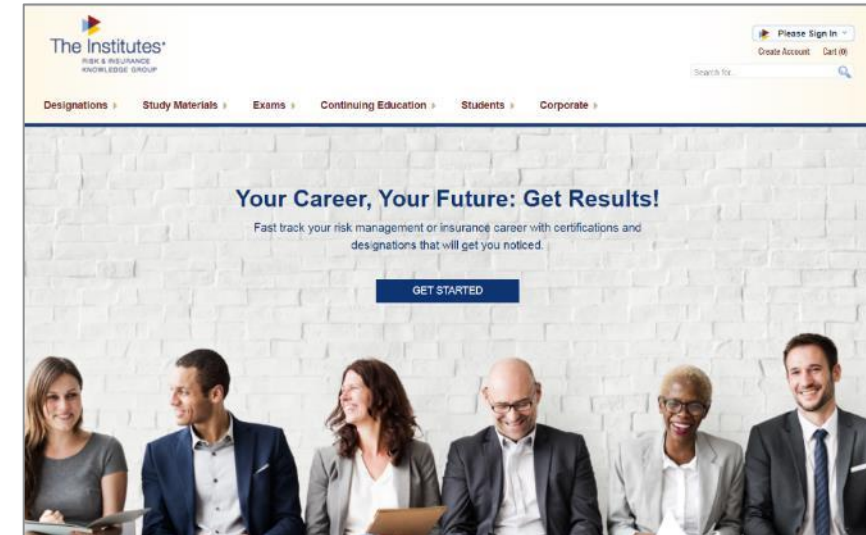 The Institutes
RISK & INSURANCE
KNOWLEDGE GROUP
Please Sign In
Create Account Cart (0)
Search for...
Designations Study Materials Exams Continuing Education Students Corporate
Your Career, Your Future: Get Results!
Fast track your risk management or insurance career with certifications and
designations that will get you noticed.
GET STARTED